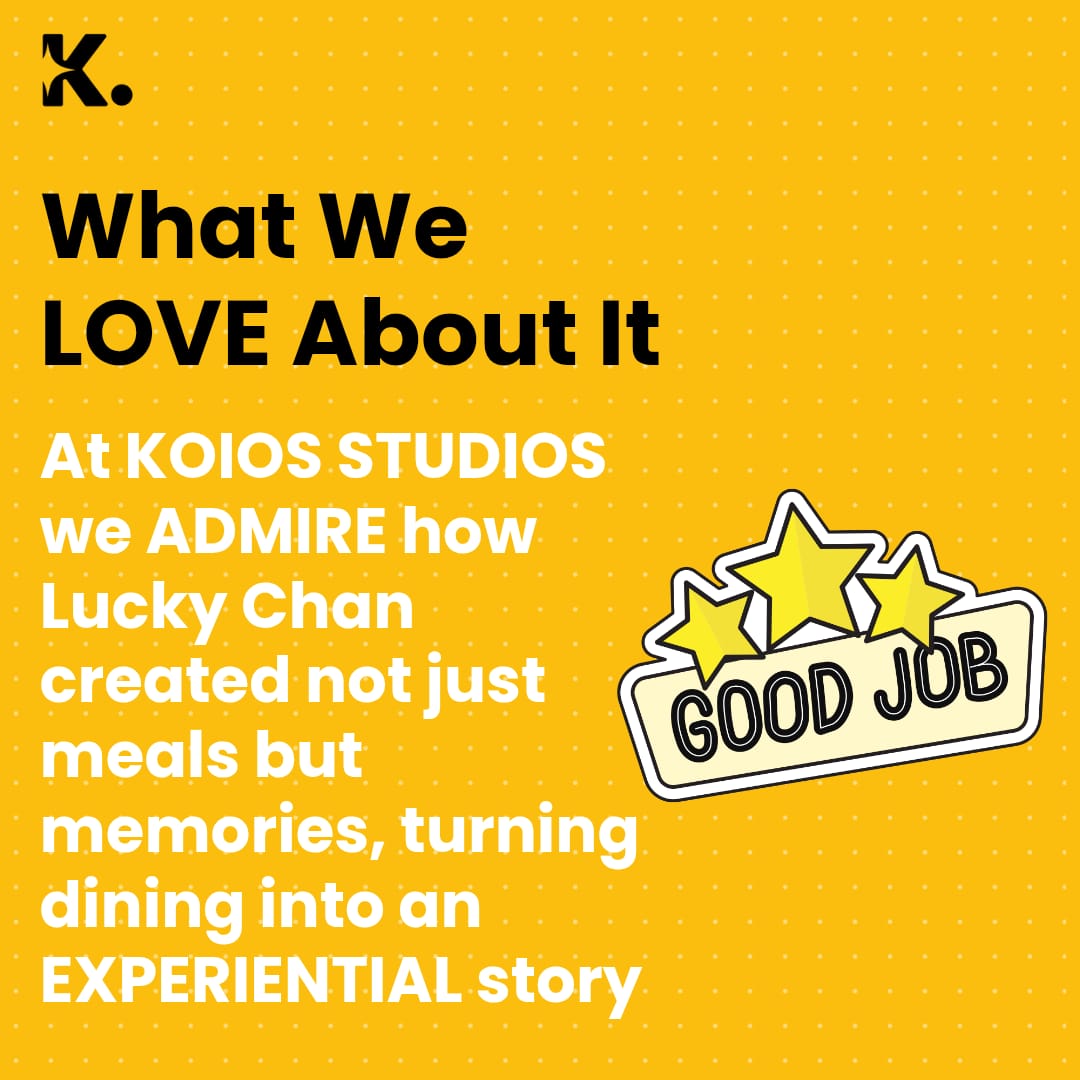 K.
What We
LOVE About It
At KOIOS STUDIOS
we ADMIRE how
Lucky Chan
created not just
meals but
memories, turning
dining into an
EXPERIENTIAL story
GOOD JOB